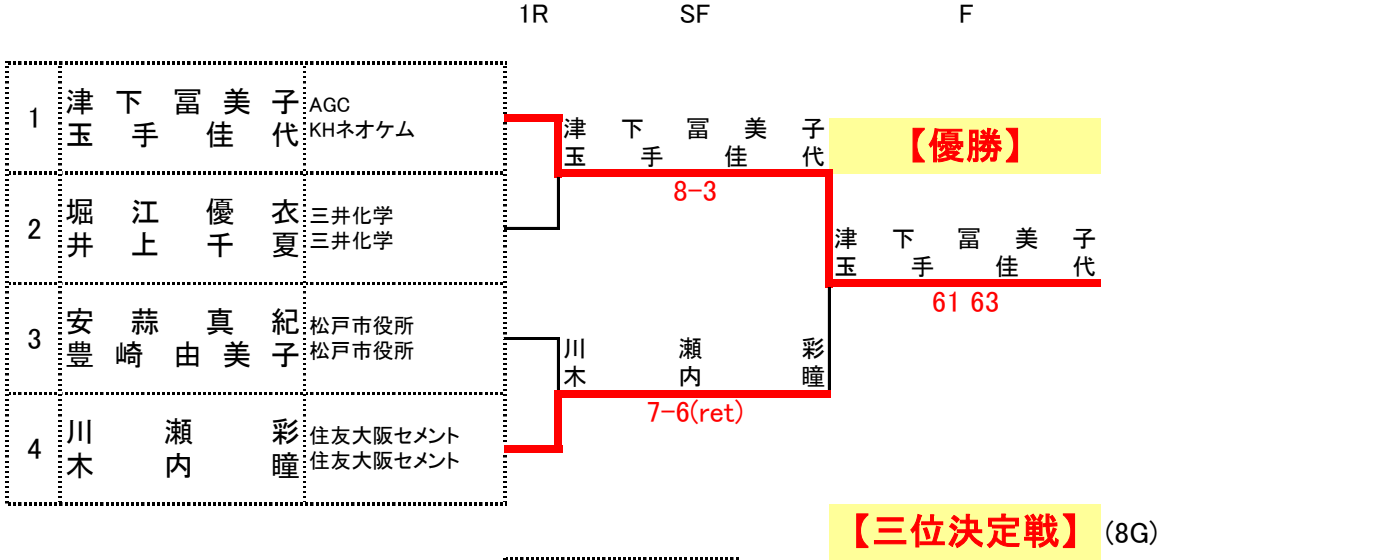 1R SF F
1 津下冨美子 AGC
玉手佳代 KHネオケム
津下冨美子
玉手佳代
【優勝】
8-3
2 堀江優衣 三井化学
井上千夏 三井化学
津下冨美子
玉手佳代
61 63
3 安蒜真紀 松戸市役所
豊崎由美子 松戸市役所
川瀬彩
木内瞳
7-6(ret)
4 川瀬彩 住友大阪セメント
木内瞳 住友大阪セメント
【三位決定戦】 (8G)